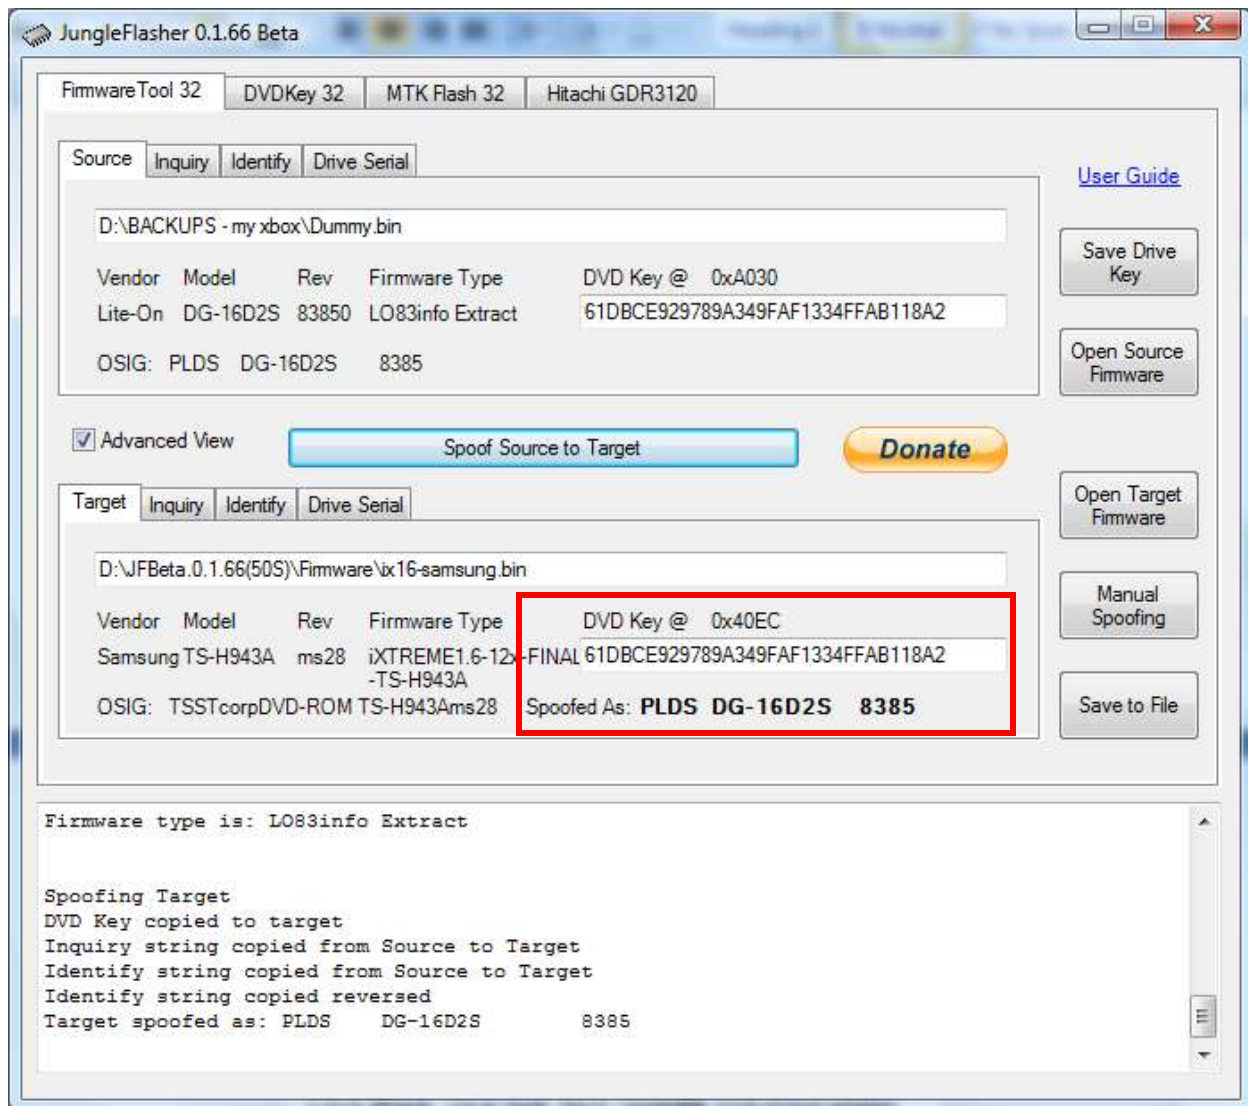 JungleFlasher 0.1.66 Beta
FirmwareTool 32 DVDKey 32 MTK Flash 32 Hitachi GDR3120
Source Inquiry Identify Drive Serial
User Guide
D:\BACKUPS - my xbox\Dummy.bin
Save Drive
Key
Vendor Model Rev Firmware Type DVD Key @ 0xA030
Lite-On DG-16D2S 83850 LO83info Extract 61DBCE929789A349FAF1334FFAB118A2
OSIG: PLDS DG-16D2S 8385
Open Source
Firmware
Advanced View Spoof Source to Target Donate
Target Inquiry Identify Drive Serial
Open Target
Firmware
D:\JFBeta.0.1.66(50S)\Firmware\ix16-samsung.bin
Manual
Spoofing
Vendor Model Rev Firmware Type DVD Key @ 0x40EC
Samsung TS-H943A ms28 iXTREME1.6-12x-FINAL 61DBCE929789A349FAF1334FFAB118A2
-TS-H943A
OSIG: TSSTcorpDVD-ROM TS-H943Ams28 Spoofed As: PLDS DG-16D2S 8385
Save to File
Firmware type is: LO83info Extract
Spoofing Target
DVD Key copied to target
Inquiry string copied from Source to Target
Identify string copied from Source to Target
Identify string copied reversed
Target spoofed as: PLDS DG-16D2S 8385